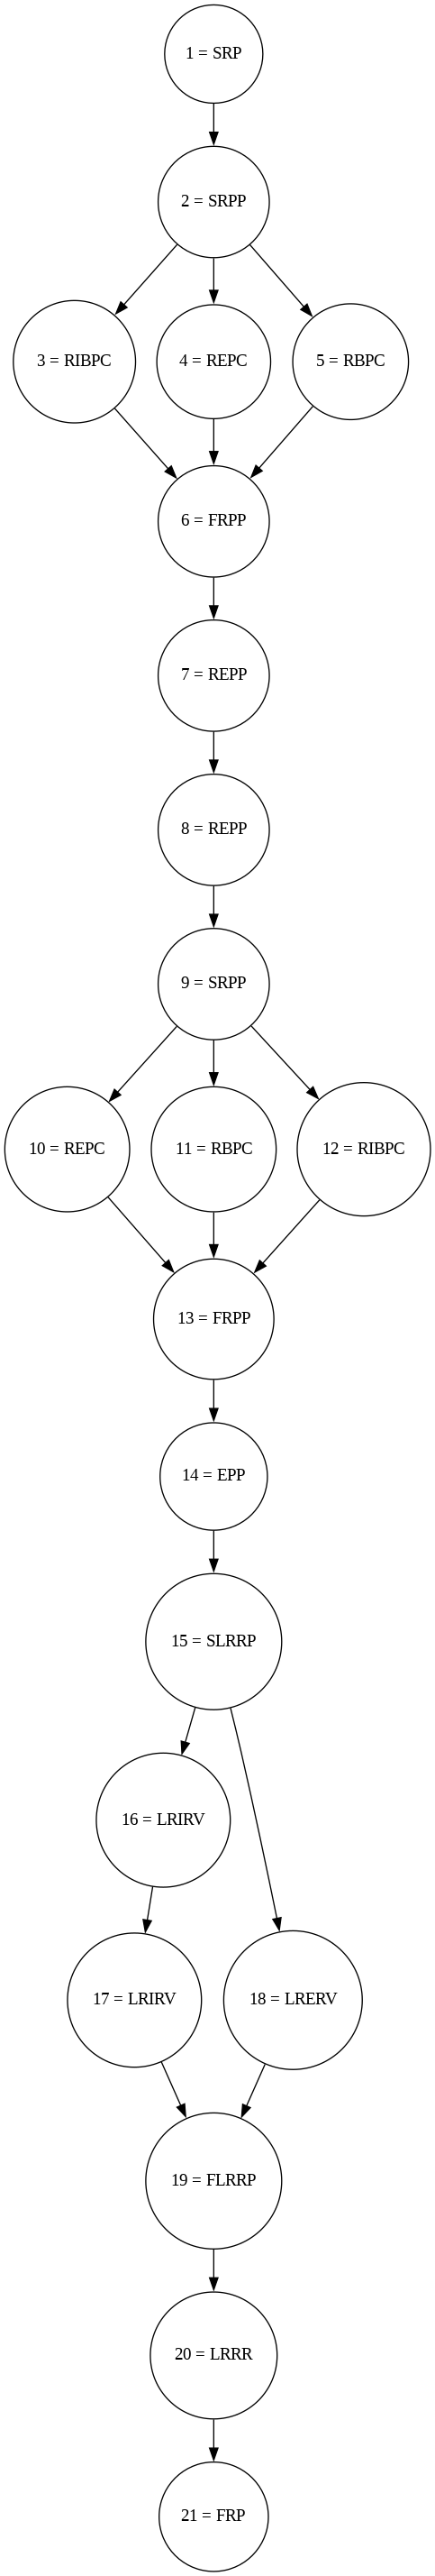 1 = SRP
2 = SRPP
3 = RIBPC
4 = REPC
5 = RBPC
6 = FRPP
7 = REPP
8 = REPP
9 = SRPP
10 = REPC
11 = RBPC
12 = RIBPC
13 = FRPP
14 = EPP
15 = SLRRP
16 = LRIRV
17 = LRIRV
18 = LRERV
19 = FLRRP
20 = LRRR
21 = FRP